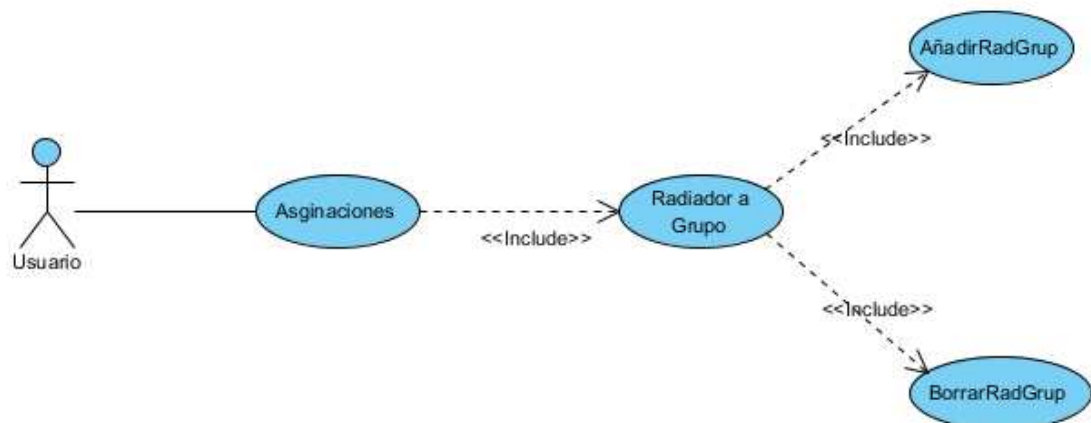 AñadirRadGrup
<<Include>>
Radiador a
Grupo
Asginaciones
<<Include>>
Usuario
<<Include>>
BorrarRadGrup